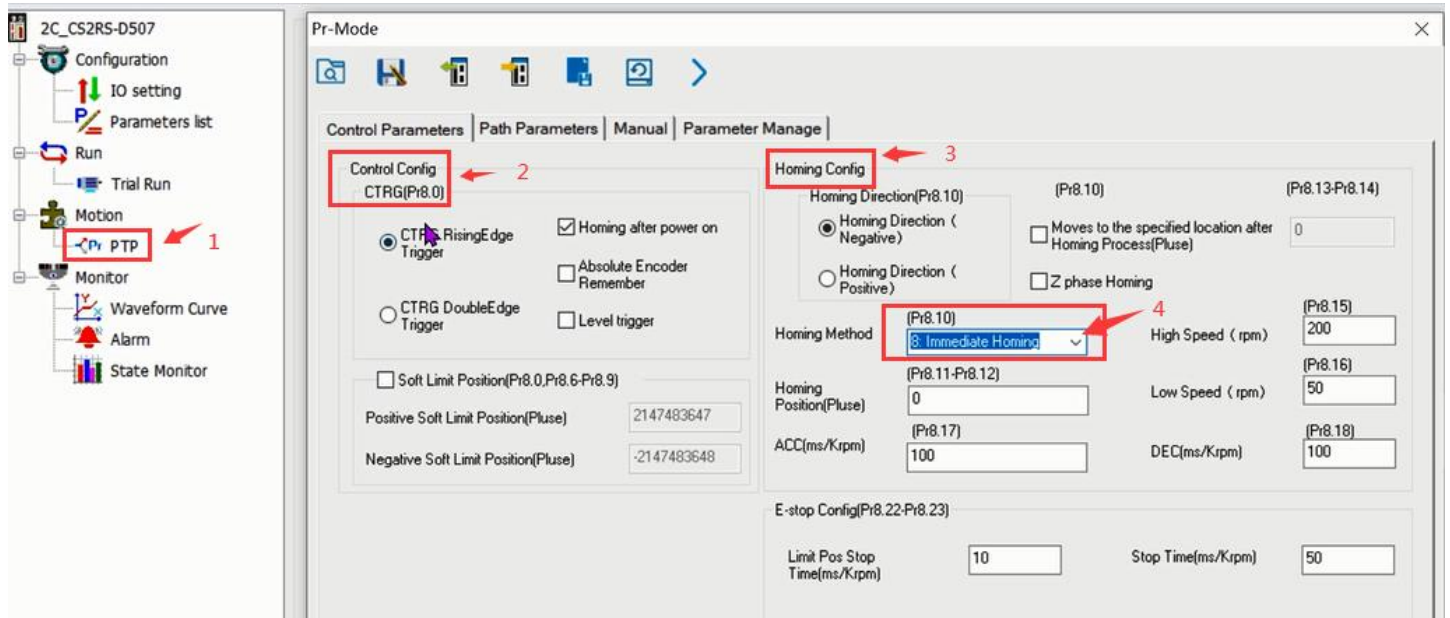 2C_CS2RS-D507
Configuration
IO setting
Parameters list
Run
Trial Run
Motion
PTP
1
Monitor
Waveform Curve
Alarm
State Monitor
Pr-Mode
Control Parameters
Path Parameters
Manual
Parameter Manage
Control Config
2
CTRG(Pr8.0)
CTRG RisingEdge
Trigger
Homing after power on
Absolute Encoder
Remember
CTRG DoubleEdge
Trigger
Level trigger
Soft Limit Position(Pr8.0,Pr8.6-Pr8.9)
Positive Soft Limit Position(Pluse)
2147483647
Negative Soft Limit Position(Pluse)
-2147483648
Homing Config
3
Homing Direction(Pr8.10)
Homing Direction (
Negative)
Homing Direction (
Positive)
(Pr8.10)
Moves to the specified location after
Homing Process(Pluse)
(Pr8.13-Pr8.14)
0
Z phase Homing
Homing Method
(Pr8.10)
8: Immediate Homing
4
High Speed ( rpm)
(Pr8.15)
200
Homing
Position(Pluse)
(Pr8.11-Pr8.12)
0
Low Speed ( rpm)
(Pr8.16)
50
ACC(ms/Krpm)
(Pr8.17)
100
DEC(ms/Krpm)
(Pr8.18)
100
E-stop Config(Pr8.22-Pr8.23)
Limit Pos Stop
Time(ms/Krpm)
10
Stop Time(ms/Krpm)
50